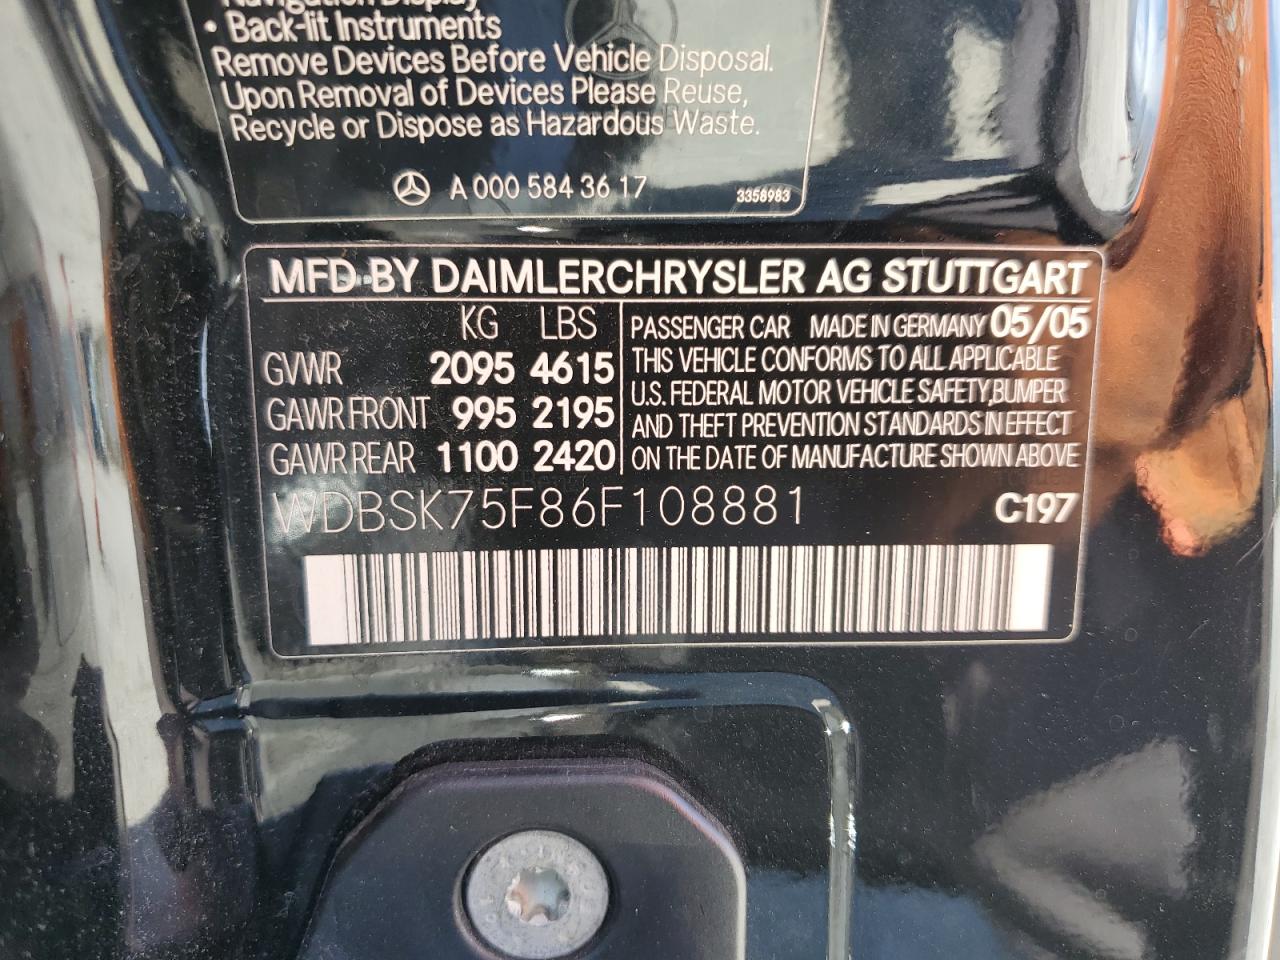 Navigation Display
• Back-lit Instruments
Remove Devices Before Vehicle Disposal.
Upon Removal of Devices Please Reuse,
Recycle or Dispose as Hazardous Waste.
A 000 584 36 17 3358983
MFD BY DAIMLERCHRYSLER AG STUTTGART
KG LBS
GVWR 2095 4615
GAWR FRONT 995 2195
GAWR REAR 1100 2420
PASSENGER CAR MADE IN GERMANY 05/05
THIS VEHICLE CONFORMS TO ALL APPLICABLE
U.S. FEDERAL MOTOR VEHICLE SAFETY,BUMPER
AND THEFT PREVENTION STANDARDS IN EFFECT
ON THE DATE OF MANUFACTURE SHOWN ABOVE
WDBSK75F86F108881 C197